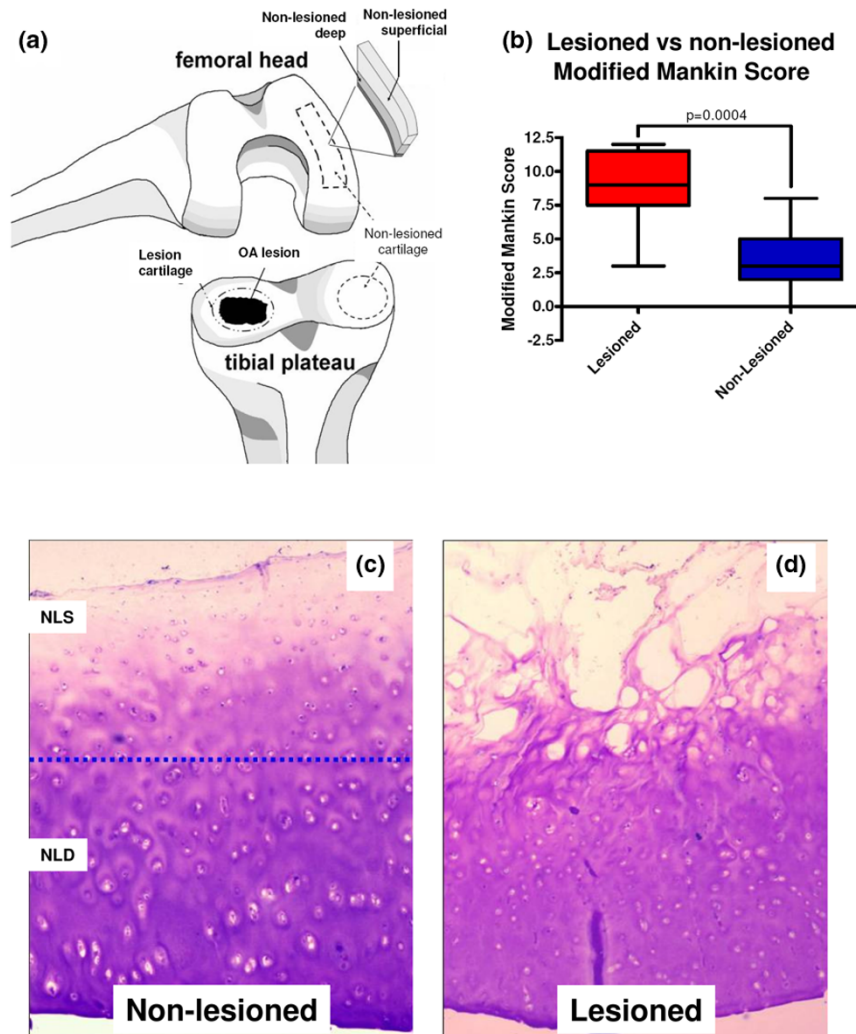 (a)
Non-lesioned
deep
Non-lesioned
superficial
femoral head
Non-lesioned
cartilage
Lesion
cartilage
OA lesion
tibial plateau
(b) Lesioned vs non-lesioned
Modified Mankin Score
p=0.0004
Modified Mankin Score
12.5
10.0
7.5
5.0
2.5
0.0
-2.5
Lesioned
Non-Lesioned
(c)
NLS
NLD
Non-lesioned
(d)
Lesioned